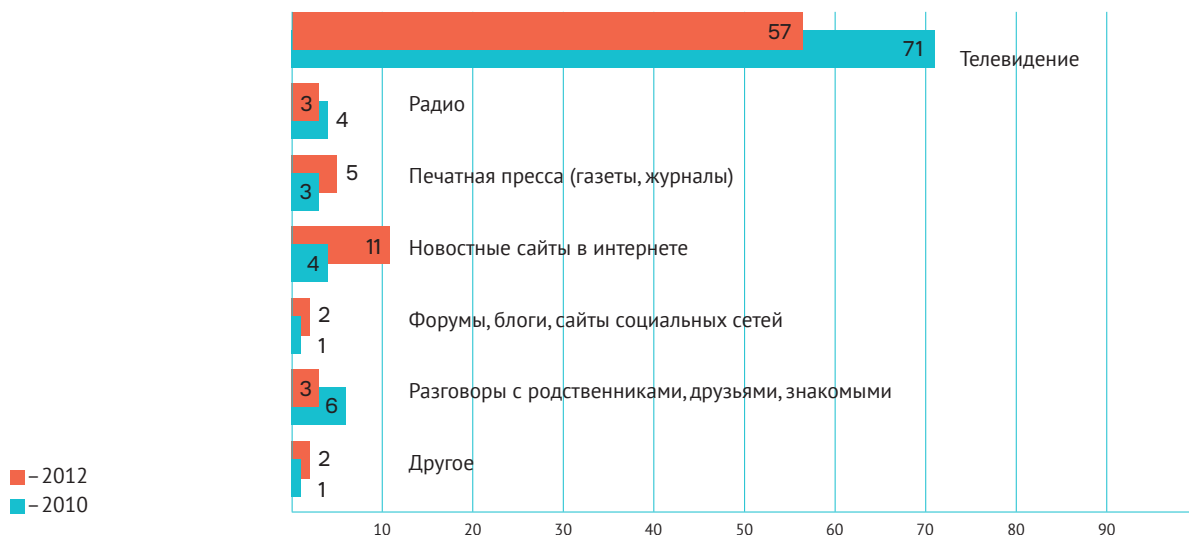 57
71
Телевидение
3
4
Радио
5
3
Печатная пресса (газеты, журналы)
11
4
Новостные сайты в интернете
2
1
Форумы, блоги, сайты социальных сетей
3
6
Разговоры с родственниками, друзьями, знакомыми
2
1
Другое
– 2012
– 2010
10 20 30 40 50 60 70 80 90